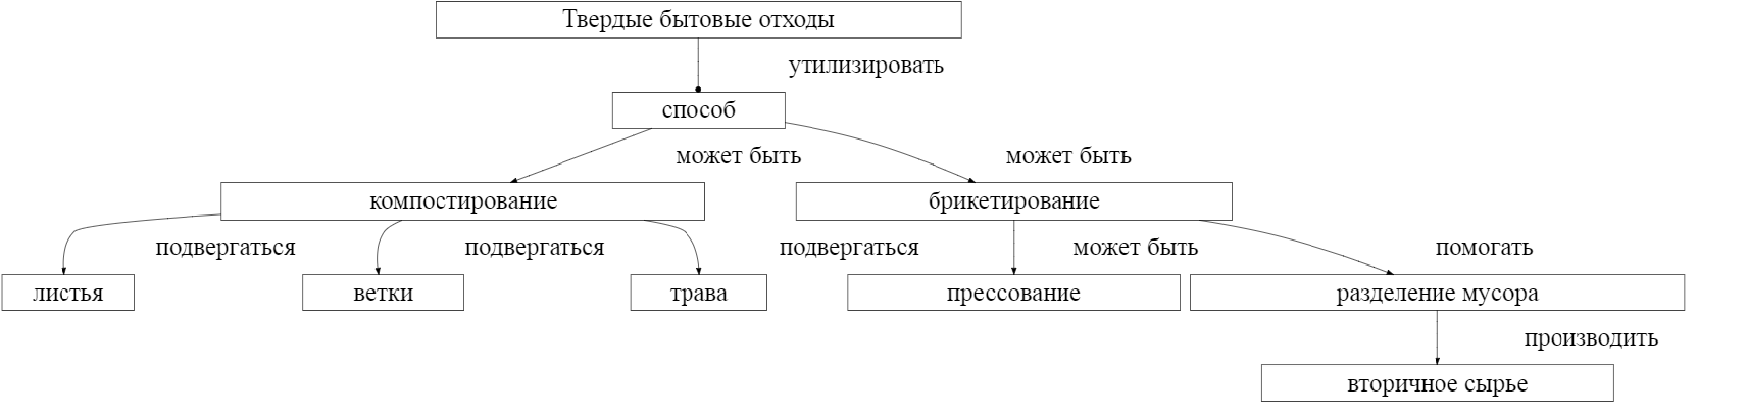 Твердые бытовые отходы
утилизировать
способ
может быть
может быть
компостирование
брикетирование
подвергаться
подвергаться
подвергаться
может быть
помогать
листья
ветки
трава
прессование
разделение мусора
производить
вторичное сырье